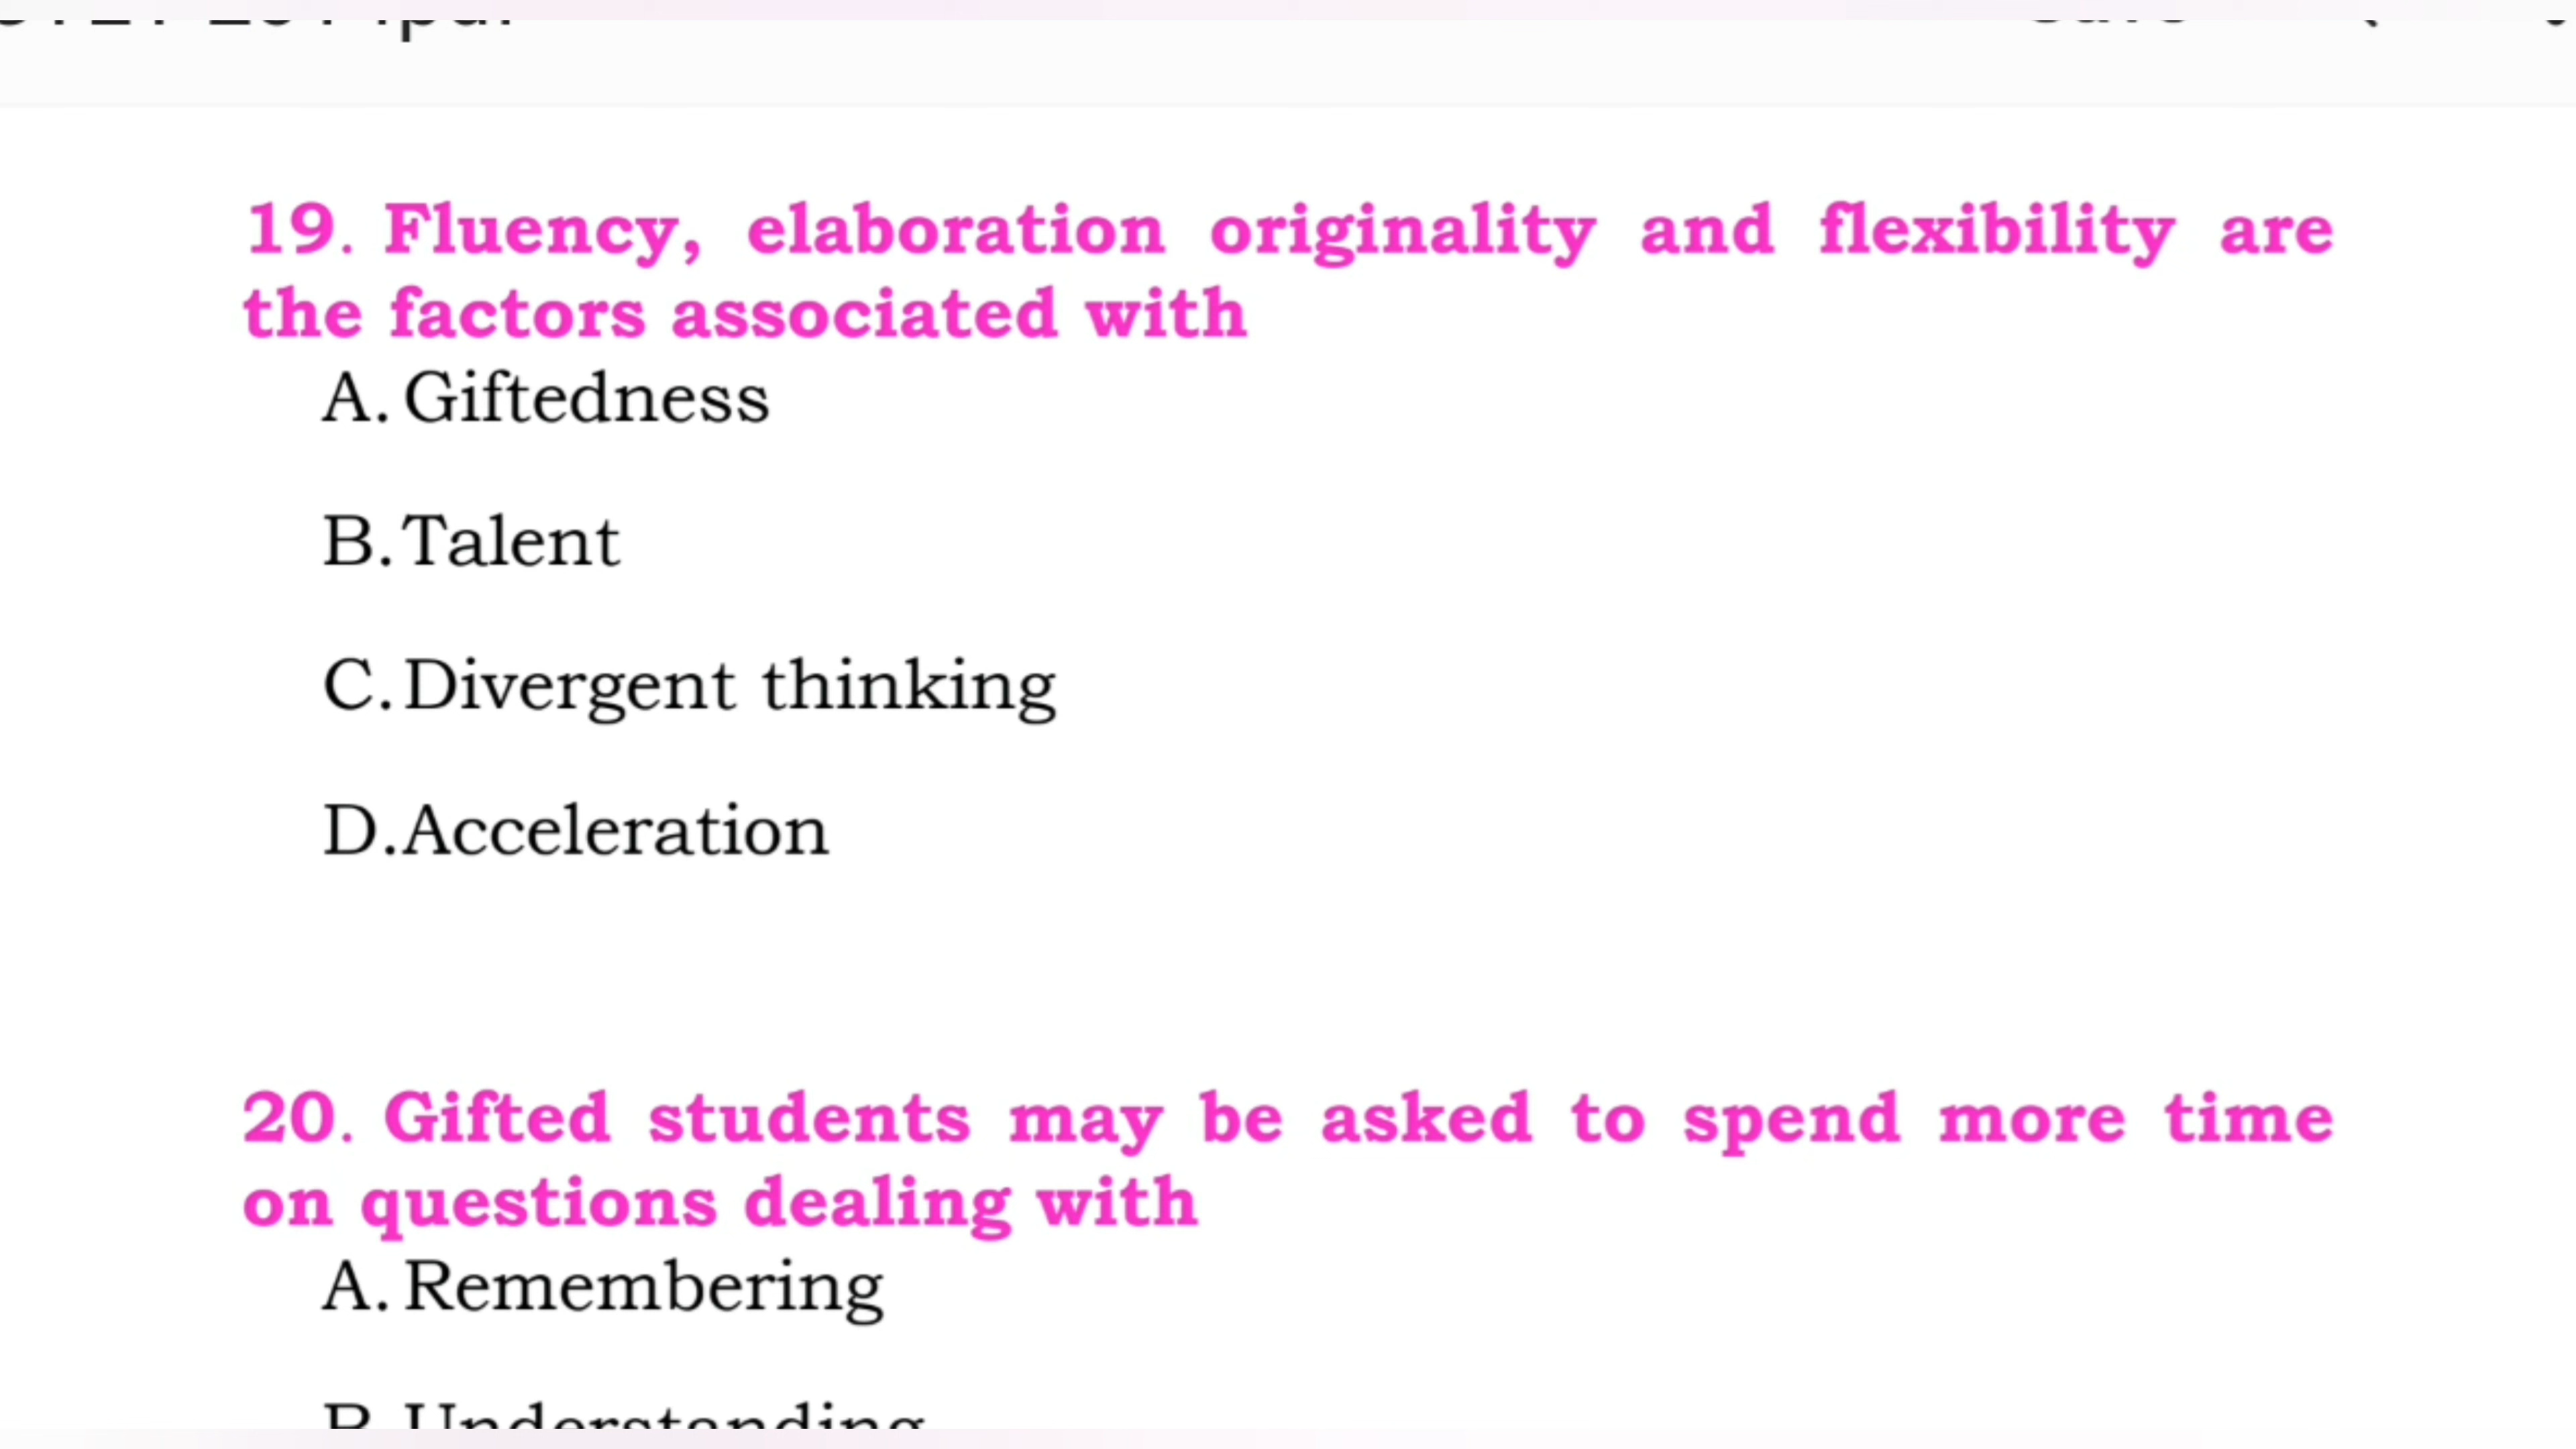 19. Fluency, elaboration originality and flexibility are
the factors associated with
A. Giftedness
B. Talent
C. Divergent thinking
D. Acceleration
20. Gifted students may be asked to spend more time
on questions dealing with
A. Remembering
B. Understanding